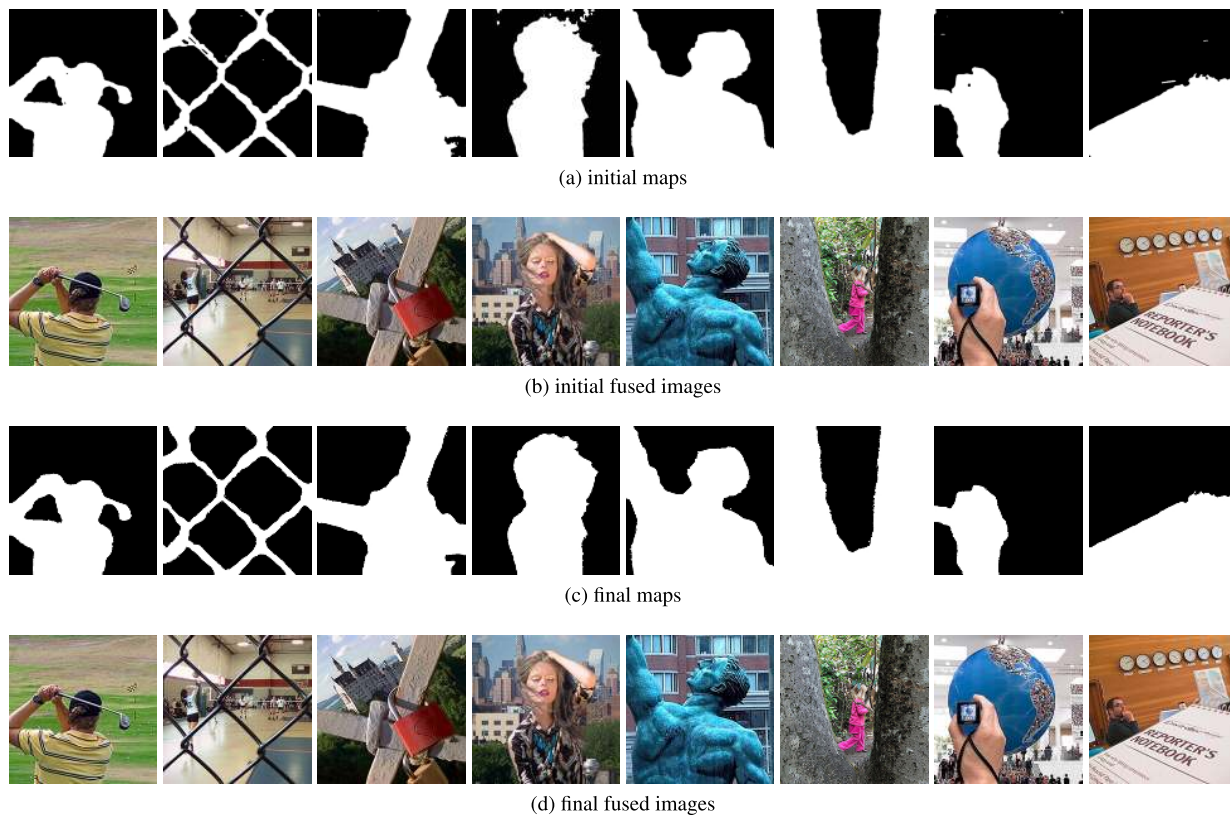 (a) initial maps
REPORTER'S
NOTEBOOK
(b) initial fused images
(c) final maps
REPORTER'S
NOTEBOOK
(d) final fused images